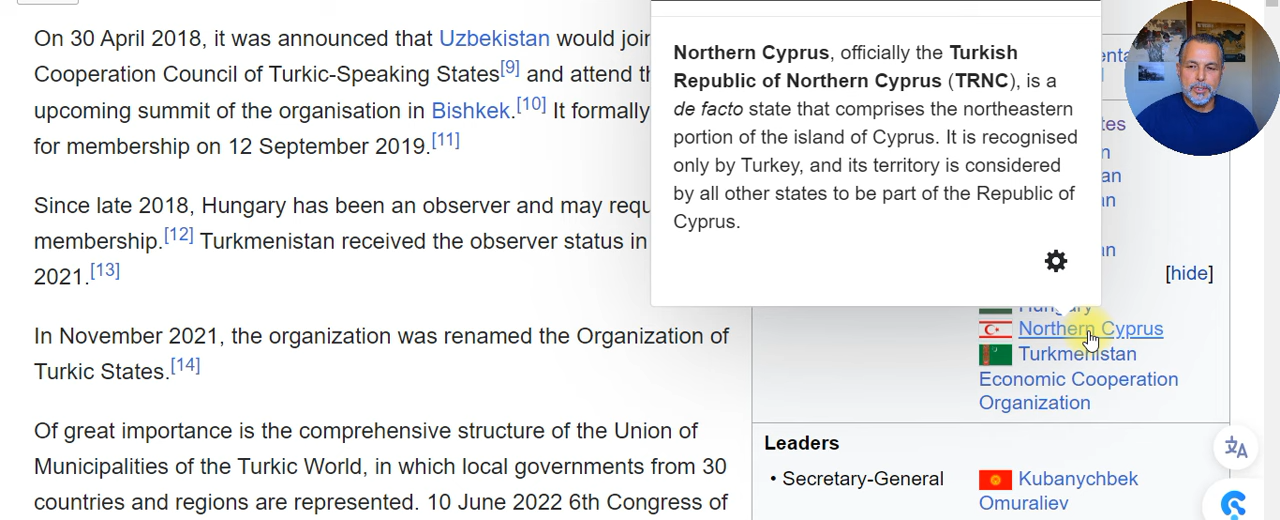 On 30 April 2018, it was announced that Uzbekistan would join
Cooperation Council of Turkic-Speaking States[9] and attend
upcoming summit of the organisation in Bishkek.[10] It formally
for membership on 12 September 2019.[11]
Since late 2018, Hungary has been an observer and may
membership.[12] Turkmenistan received the observer status in
2021.[13]
In November 2021, the organization was renamed the Organization of
Turkic States.[14]
Of great importance is the comprehensive structure of the Union of
Municipalities of the Turkic World, in which local governments from 30
countries and regions are represented. 10 June 2022 6th Congress of
Northern Cyprus, officially the Turkish
Republic of Northern Cyprus (TRNC), is a
de facto state that comprises the northeastern
portion of the island of Cyprus. It is recognised
only by Turkey, and its territory is considered
by all other states to be part of the Republic of
Cyprus.
[hide]
Hungary
Northern Cyprus
Turkmenistan
Economic Cooperation
Organization
Leaders
• Secretary-General
Kubanychbek
Omuraliev